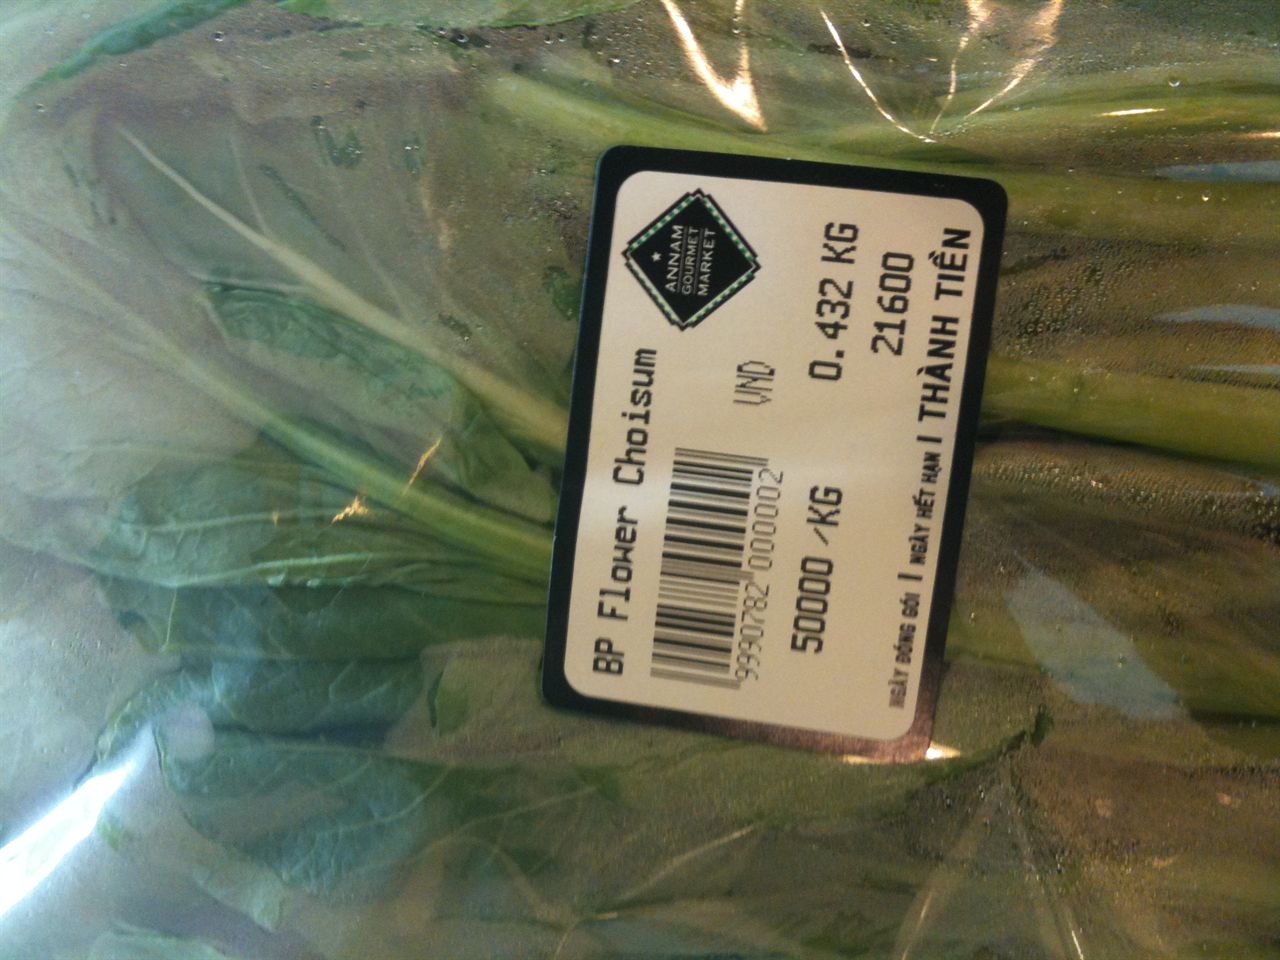 ANNAM
GOURMET
MARKET
BP Flower Choisum
9990782 000002
VND
50000 /KG
0.432 KG
21600
NGÀY ĐÓNG GÓI | NGÀY HẾT HẠN | THÀNH TIỀN